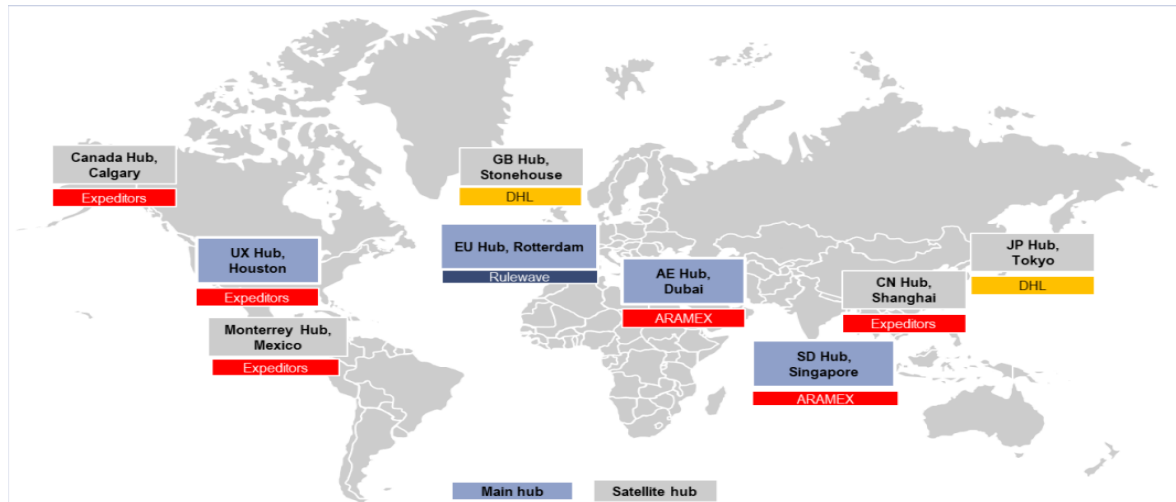 Canada Hub,
Calgary
Expeditors
GB Hub,
Stonehouse
DHL
UX Hub,
Houston
Expeditors
EU Hub, Rotterdam
Rulewave
AE Hub,
Dubai
ARAMEX
JP Hub,
Tokyo
DHL
CN Hub,
Shanghai
Expeditors
Monterrey Hub,
Mexico
Expeditors
SD Hub,
Singapore
ARAMEX
Main hub
Satellite hub